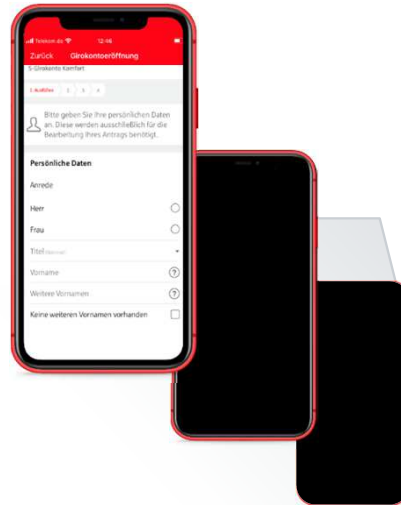 Telekom.de 12:46
Zurück Girokontoeröffnung
S-Girokonto Komfort
1. Ausfüllen 2 3 4
Bitte geben Sie Ihre persönlichen Daten
an. Diese werden ausschließlich für die
Bearbeitung Ihres Antrags benötigt.
Persönliche Daten
Anrede
Herr
Frau
Titel (Optional)
Vorname ?
Weitere Vornamen ?
Keine weiteren Vornamen vorhanden